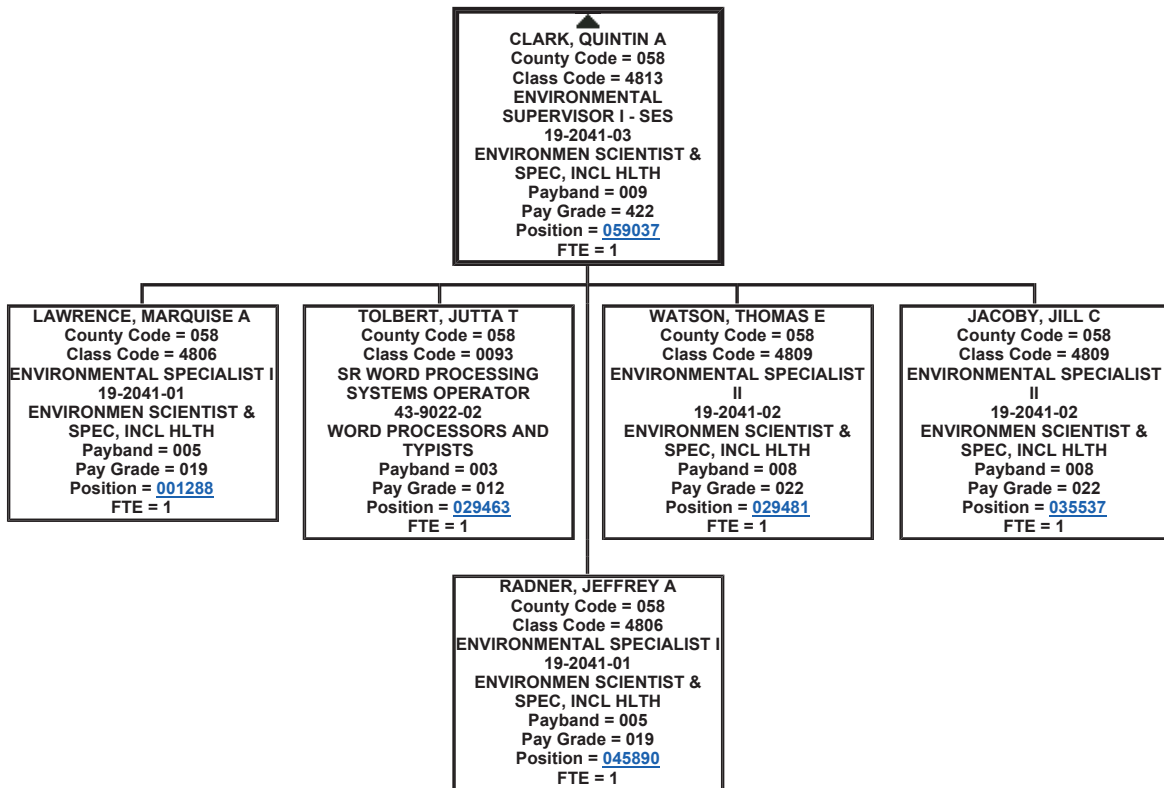 CLARK, QUINTIN A
County Code = 058
Class Code = 4813
ENVIRONMENTAL
SUPERVISOR I - SES
19-2041-03
ENVIRONMEN SCIENTIST &
SPEC, INCL HLTH
Payband = 009
Pay Grade = 422
Position = 059037
FTE = 1
LAWRENCE, MARQUISE A
County Code = 058
Class Code = 4806
ENVIRONMENTAL SPECIALIST I
19-2041-01
ENVIRONMEN SCIENTIST &
SPEC, INCL HLTH
Payband = 005
Pay Grade = 019
Position = 001288
FTE = 1
TOLBERT, JUTTA T
County Code = 058
Class Code = 0093
SR WORD PROCESSING
SYSTEMS OPERATOR
43-9022-02
WORD PROCESSORS AND
TYPISTS
Payband = 003
Pay Grade = 012
Position = 029463
FTE = 1
WATSON, THOMAS E
County Code = 058
Class Code = 4809
ENVIRONMENTAL SPECIALIST
II
19-2041-02
ENVIRONMEN SCIENTIST &
SPEC, INCL HLTH
Payband = 008
Pay Grade = 022
Position = 029481
FTE = 1
JACOBY, JILL C
County Code = 058
Class Code = 4809
ENVIRONMENTAL SPECIALIST
II
19-2041-02
ENVIRONMEN SCIENTIST &
SPEC, INCL HLTH
Payband = 008
Pay Grade = 022
Position = 035537
FTE = 1
RADNER, JEFFREY A
County Code = 058
Class Code = 4806
ENVIRONMENTAL SPECIALIST I
19-2041-01
ENVIRONMEN SCIENTIST &
SPEC, INCL HLTH
Payband = 005
Pay Grade = 019
Position = 045890
FTE = 1